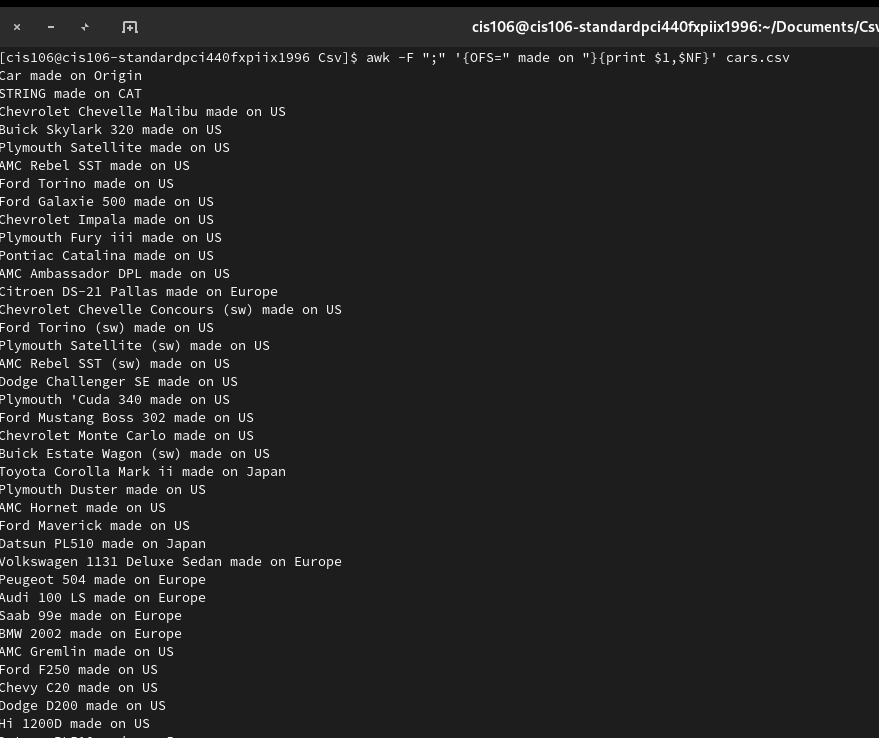 cis106@cis106-standardpci440fxpiix1996:~/Documents/Csv
[cis106@cis106-standardpci440fxpiix1996 Csv]$ awk -F ";" '{OFS=" made on "}{print $1,$NF}' cars.csv
Car made on Origin
STRING made on CAT
Chevrolet Chevelle Malibu made on US
Buick Skylark 320 made on US
Plymouth Satellite made on US
AMC Rebel SST made on US
Ford Torino made on US
Ford Galaxie 500 made on US
Chevrolet Impala made on US
Plymouth Fury iii made on US
Pontiac Catalina made on US
AMC Ambassador DPL made on US
Citroen DS-21 Pallas made on Europe
Chevrolet Chevelle Concours (sw) made on US
Ford Torino (sw) made on US
Plymouth Satellite (sw) made on US
AMC Rebel SST (sw) made on US
Dodge Challenger SE made on US
Plymouth 'Cuda 340 made on US
Ford Mustang Boss 302 made on US
Chevrolet Monte Carlo made on US
Buick Estate Wagon (sw) made on US
Toyota Corolla Mark ii made on Japan
Plymouth Duster made on US
AMC Hornet made on US
Ford Maverick made on US
Datsun PL510 made on Japan
Volkswagen 1131 Deluxe Sedan made on Europe
Peugeot 504 made on Europe
Audi 100 LS made on Europe
Saab 99e made on Europe
BMW 2002 made on Europe
AMC Gremlin made on US
Ford F250 made on US
Chevy C20 made on US
Dodge D200 made on US
Hi 1200D made on US